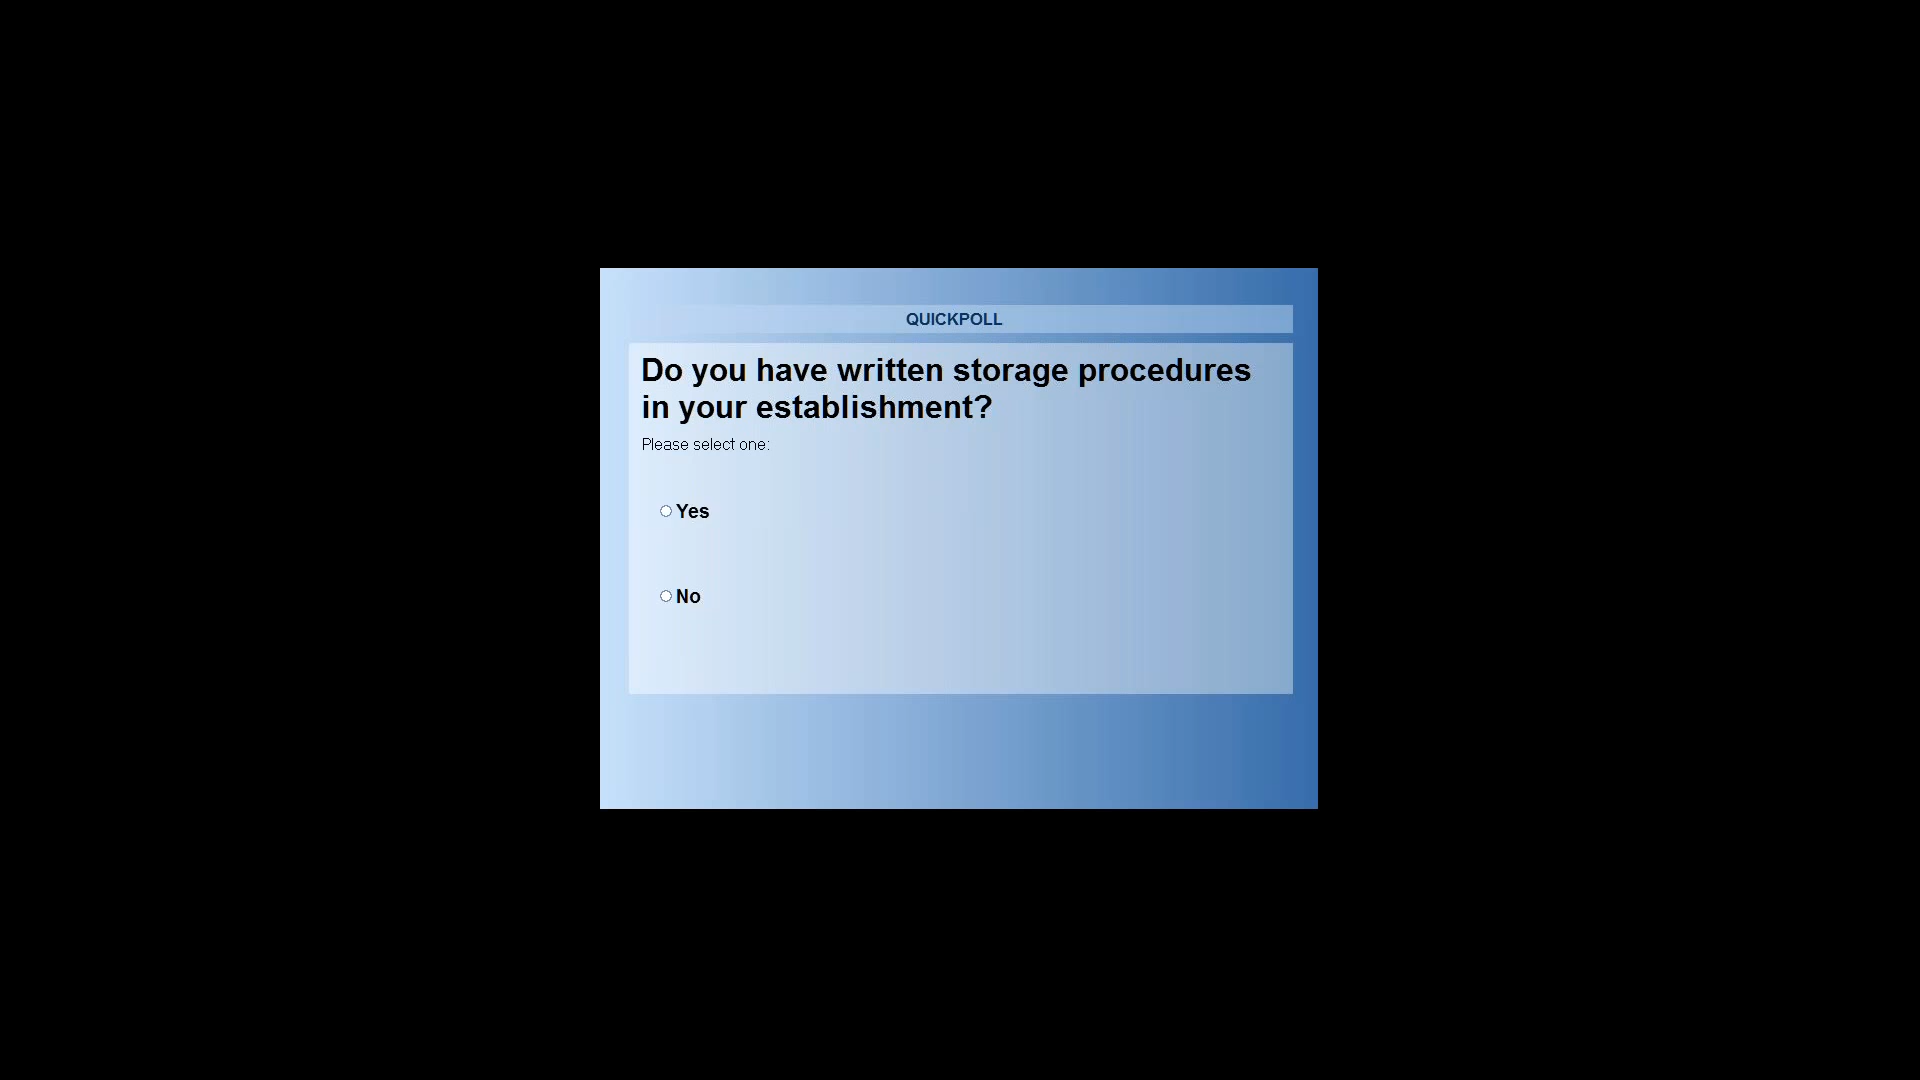 QUICKPOLL
Do you have written storage procedures
in your establishment?
Please select one:
Yes
No